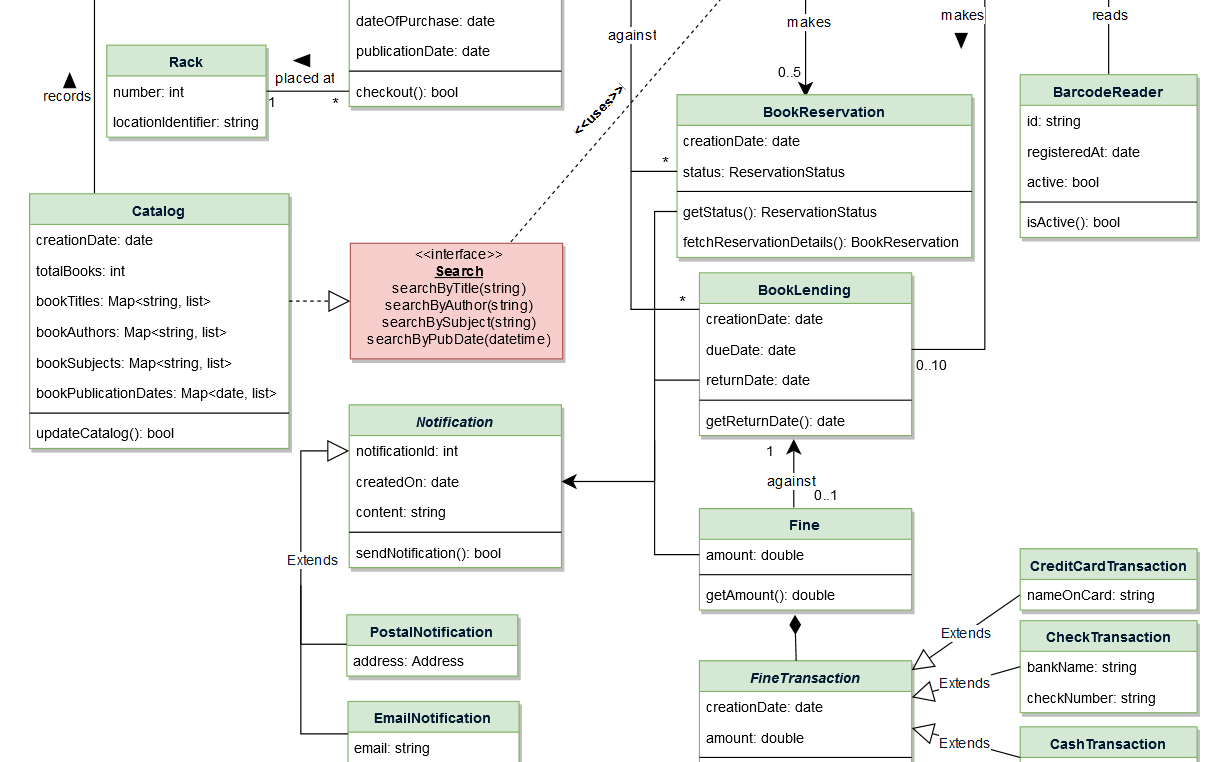 dateOfPurchase: date
publicationDate: date
checkout(): bool
Rack
number: int
locationIdentifier: string
records
placed at
1
*
against
<<uses>>
makes
0..5
makes
reads
BookReservation
creationDate: date
status: ReservationStatus
getStatus(): ReservationStatus
fetchReservationDetails(): BookReservation
*
BarcodeReader
id: string
registeredAt: date
active: bool
isActive(): bool
Catalog
creationDate: date
totalBooks: int
bookTitles: Map<string, list>
bookAuthors: Map<string, list>
bookSubjects: Map<string, list>
bookPublicationDates: Map<date, list>
updateCatalog(): bool
<<interface>>
Search
searchByTitle(string)
searchByAuthor(string)
searchBySubject(string)
searchByPubDate(datetime)
*
BookLending
creationDate: date
dueDate: date
returnDate: date
getReturnDate(): date
0..10
Notification
notificationId: int
createdOn: date
content: string
sendNotification(): bool
1
against
0..1
Fine
amount: double
getAmount(): double
Extends
PostalNotification
address: Address
EmailNotification
email: string
FineTransaction
creationDate: date
amount: double
Extends
Extends
Extends
CreditCardTransaction
nameOnCard: string
CheckTransaction
bankName: string
checkNumber: string
CashTransaction